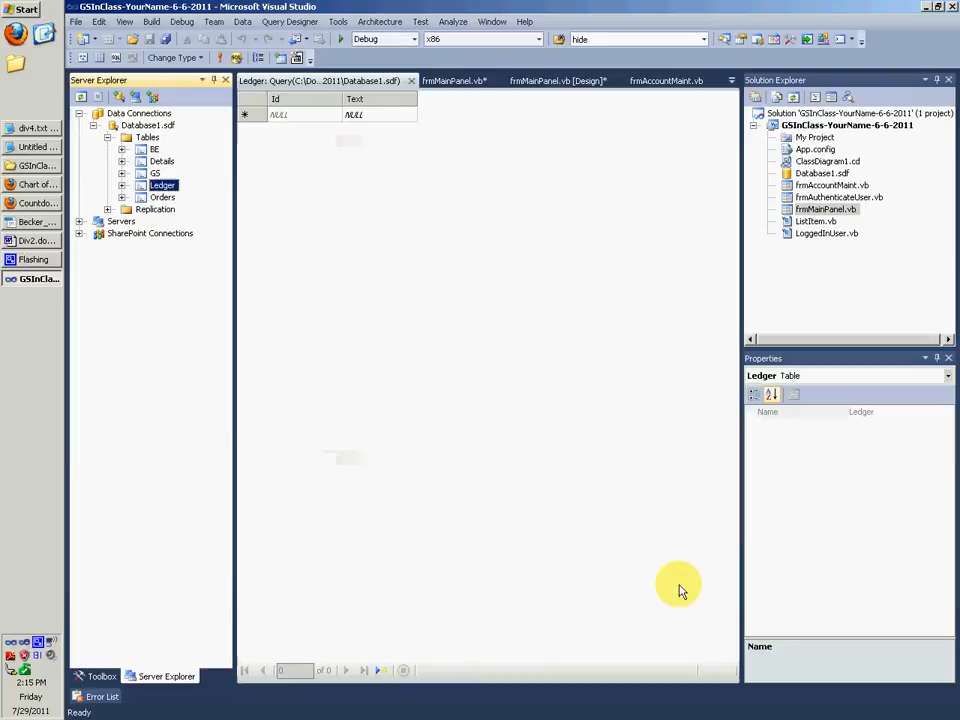 Start
GSInClass-YourName-6-6-2011 - Microsoft Visual Studio
File Edit View Build Debug Team Data Query Designer Tools Architecture Test Analyze Window Help
Debug x86 hide
Change Type
Server Explorer
Data Connections
Database1.sdf
Tables
BE
Details
GS
Ledger
Orders
Replication
Servers
SharePoint Connections
Toolbox Server Explorer
Error List
Ready
Ledger: Query(C:\Do...2011\Database1.sdf) frmMainPanel.vb* frmMainPanel.vb [Design]* frmAccountMaint.vb
Id Text
NULL NULL
0 of 0
Solution Explorer
Solution 'GSInClass-YourName-6-6-2011' (1 project)
GSInClass-YourName-6-6-2011
My Project
App.config
ClassDiagram1.cd
Database1.sdf
frmAccountMaint.vb
frmAuthenticateUser.vb
frmMainPanel.vb
ListItem.vb
LoggedInUser.vb
Properties
Ledger Table
Name Ledger
Name
div4.txt ...
Untitled ...
GSInCla...
Chart of...
Countdo...
Becker_...
Div2.do...
Flashing
GSInCla...
2:15 PM
Friday
7/29/2011